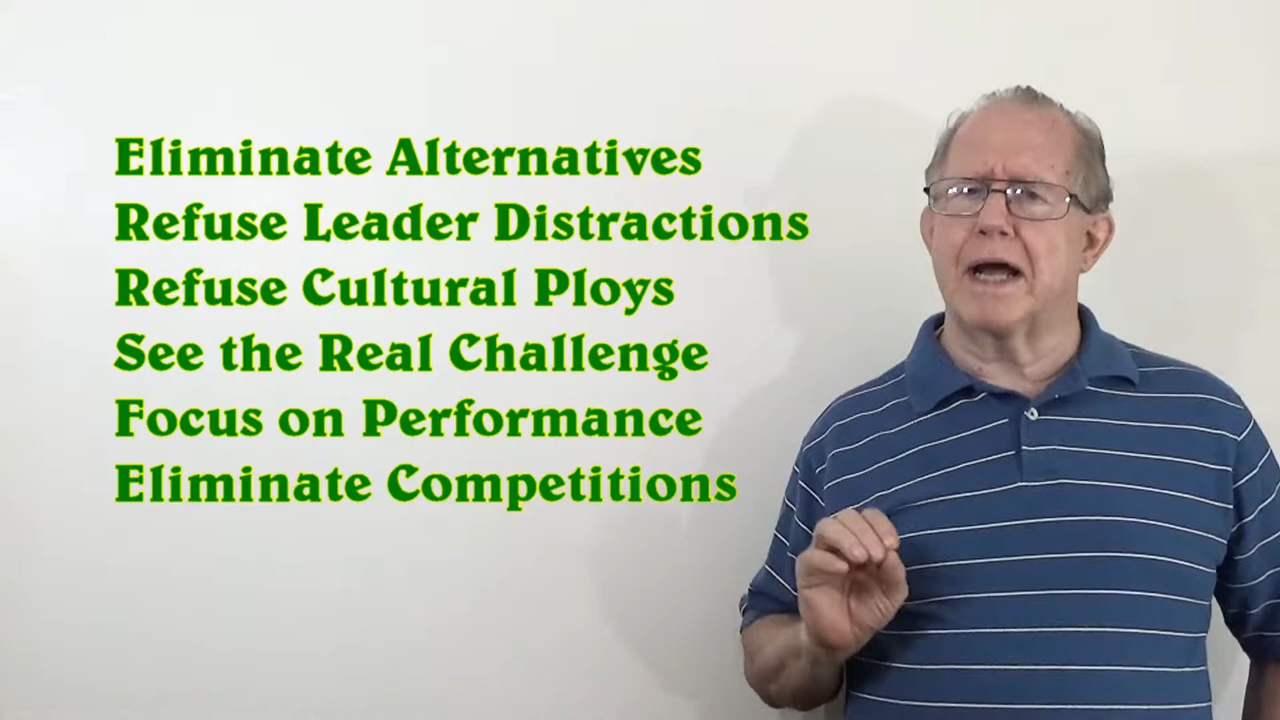 Eliminate Alternatives
Refuse Leader Distractions
Refuse Cultural Ploys
See the Real Challenge
Focus on Performance
Eliminate Competitions